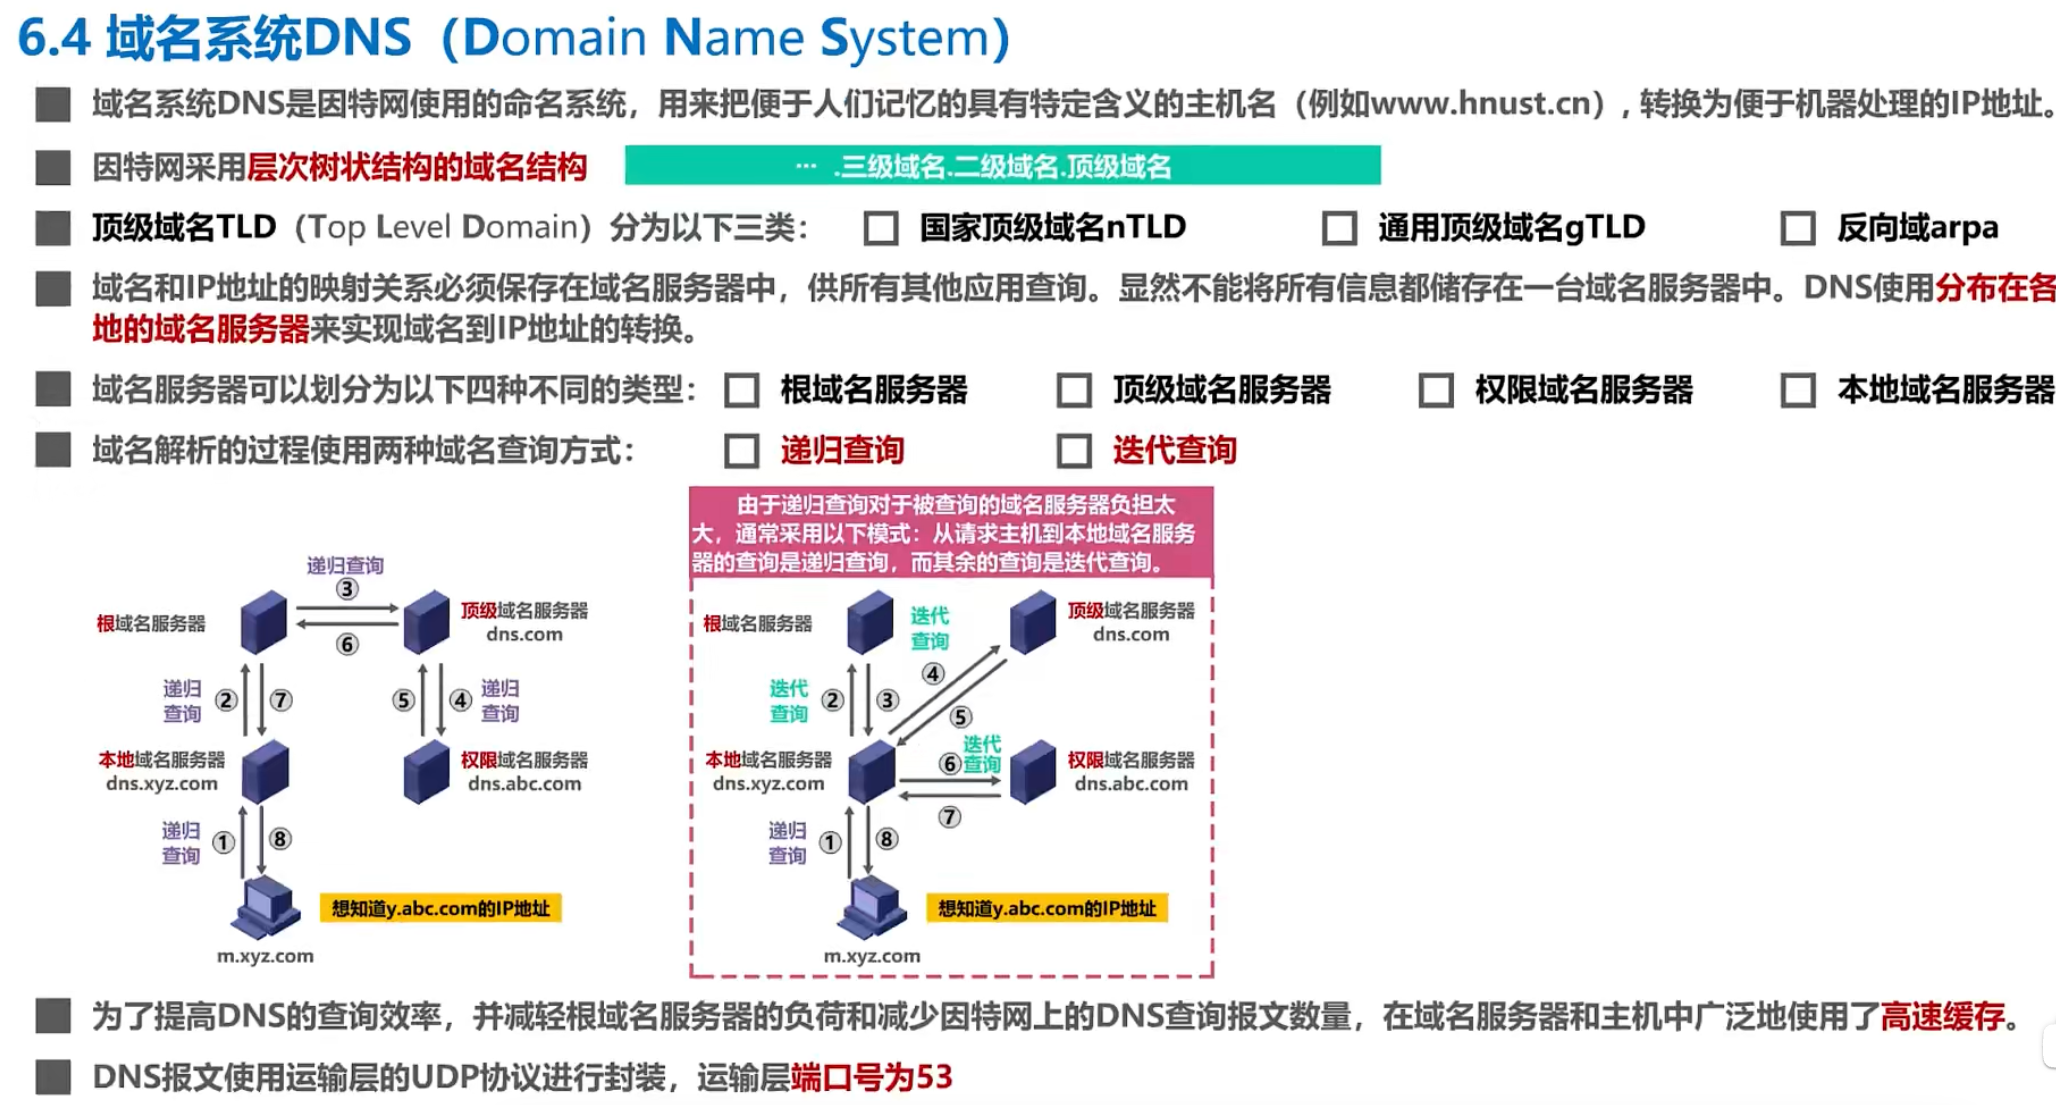 6.4 域名系统DNS（Domain Name System）
域名系统DNS是因特网使用的命名系统，用来把便于人们记忆的具有特定含义的主机名（例如www.hnust.cn）, 转换为便于机器处理的IP地址。
因特网采用层次树状结构的域名结构
… .三级域名.二级域名.顶级域名
顶级域名TLD（Top Level Domain）分为以下三类： 国家顶级域名nTLD 通用顶级域名gTLD 反向域arpa
域名和IP地址的映射关系必须保存在域名服务器中，供所有其他应用查询。显然不能将所有信息都储存在一台域名服务器中。DNS使用分布在各
地的域名服务器来实现域名到IP地址的转换。
域名服务器可以划分为以下四种不同的类型： 根域名服务器 顶级域名服务器 权限域名服务器 本地域名服务器
域名解析的过程使用两种域名查询方式： 递归查询 迭代查询
递归查询
③
根域名服务器
顶级域名服务器
dns.com
⑥
递归
查询
②
⑦
⑤
④
递归
查询
本地域名服务器
dns.xyz.com
权限域名服务器
dns.abc.com
递归
查询
①
⑧
想知道y.abc.com的IP地址
m.xyz.com
由于递归查询对于被查询的域名服务器负担太
大，通常采用以下模式：从请求主机到本地域名服务
器的查询是递归查询，而其余的查询是迭代查询。
根域名服务器
迭代
查询
顶级域名服务器
dns.com
迭代
查询
②
③
④
⑤
本地域名服务器
dns.xyz.com
迭代
⑥查询
权限域名服务器
dns.abc.com
⑦
递归
查询
①
⑧
想知道y.abc.com的IP地址
m.xyz.com
为了提高DNS的查询效率，并减轻根域名服务器的负荷和减少因特网上的DNS查询报文数量，在域名服务器和主机中广泛地使用了高速缓存。
DNS报文使用运输层的UDP协议进行封装，运输层端口号为53